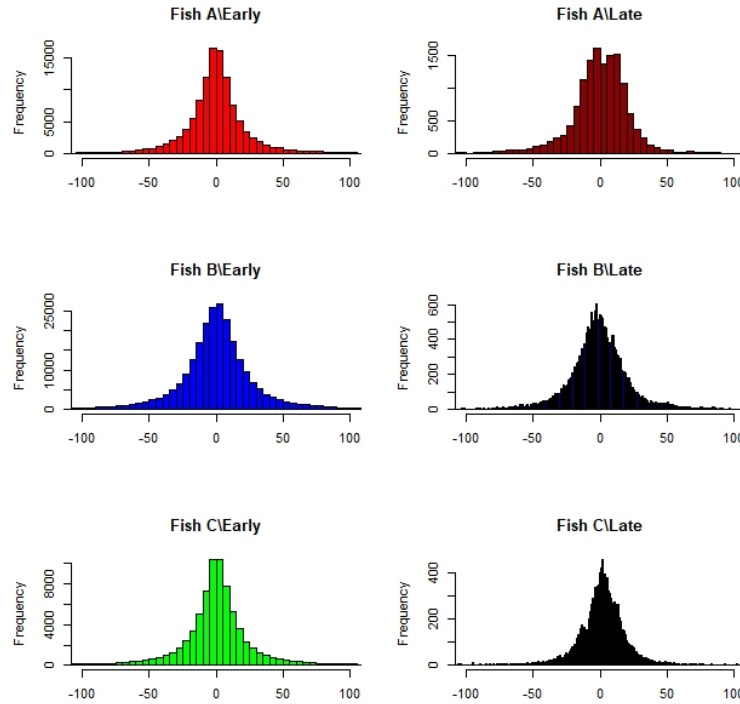 Fish A\Early
Fish A\Late
Frequency
0 5000 15000
-100 -50 0 50 100
Frequency
0 500 1500
-100 -50 0 50 100
Fish B\Early
Fish B\Late
Frequency
0 10000 25000
-100 -50 0 50 100
Frequency
0 200 400 600
-100 -50 0 50 100
Fish C\Early
Fish C\Late
Frequency
0 4000 8000
-100 -50 0 50 100
Frequency
0 200 400
-100 -50 0 50 100